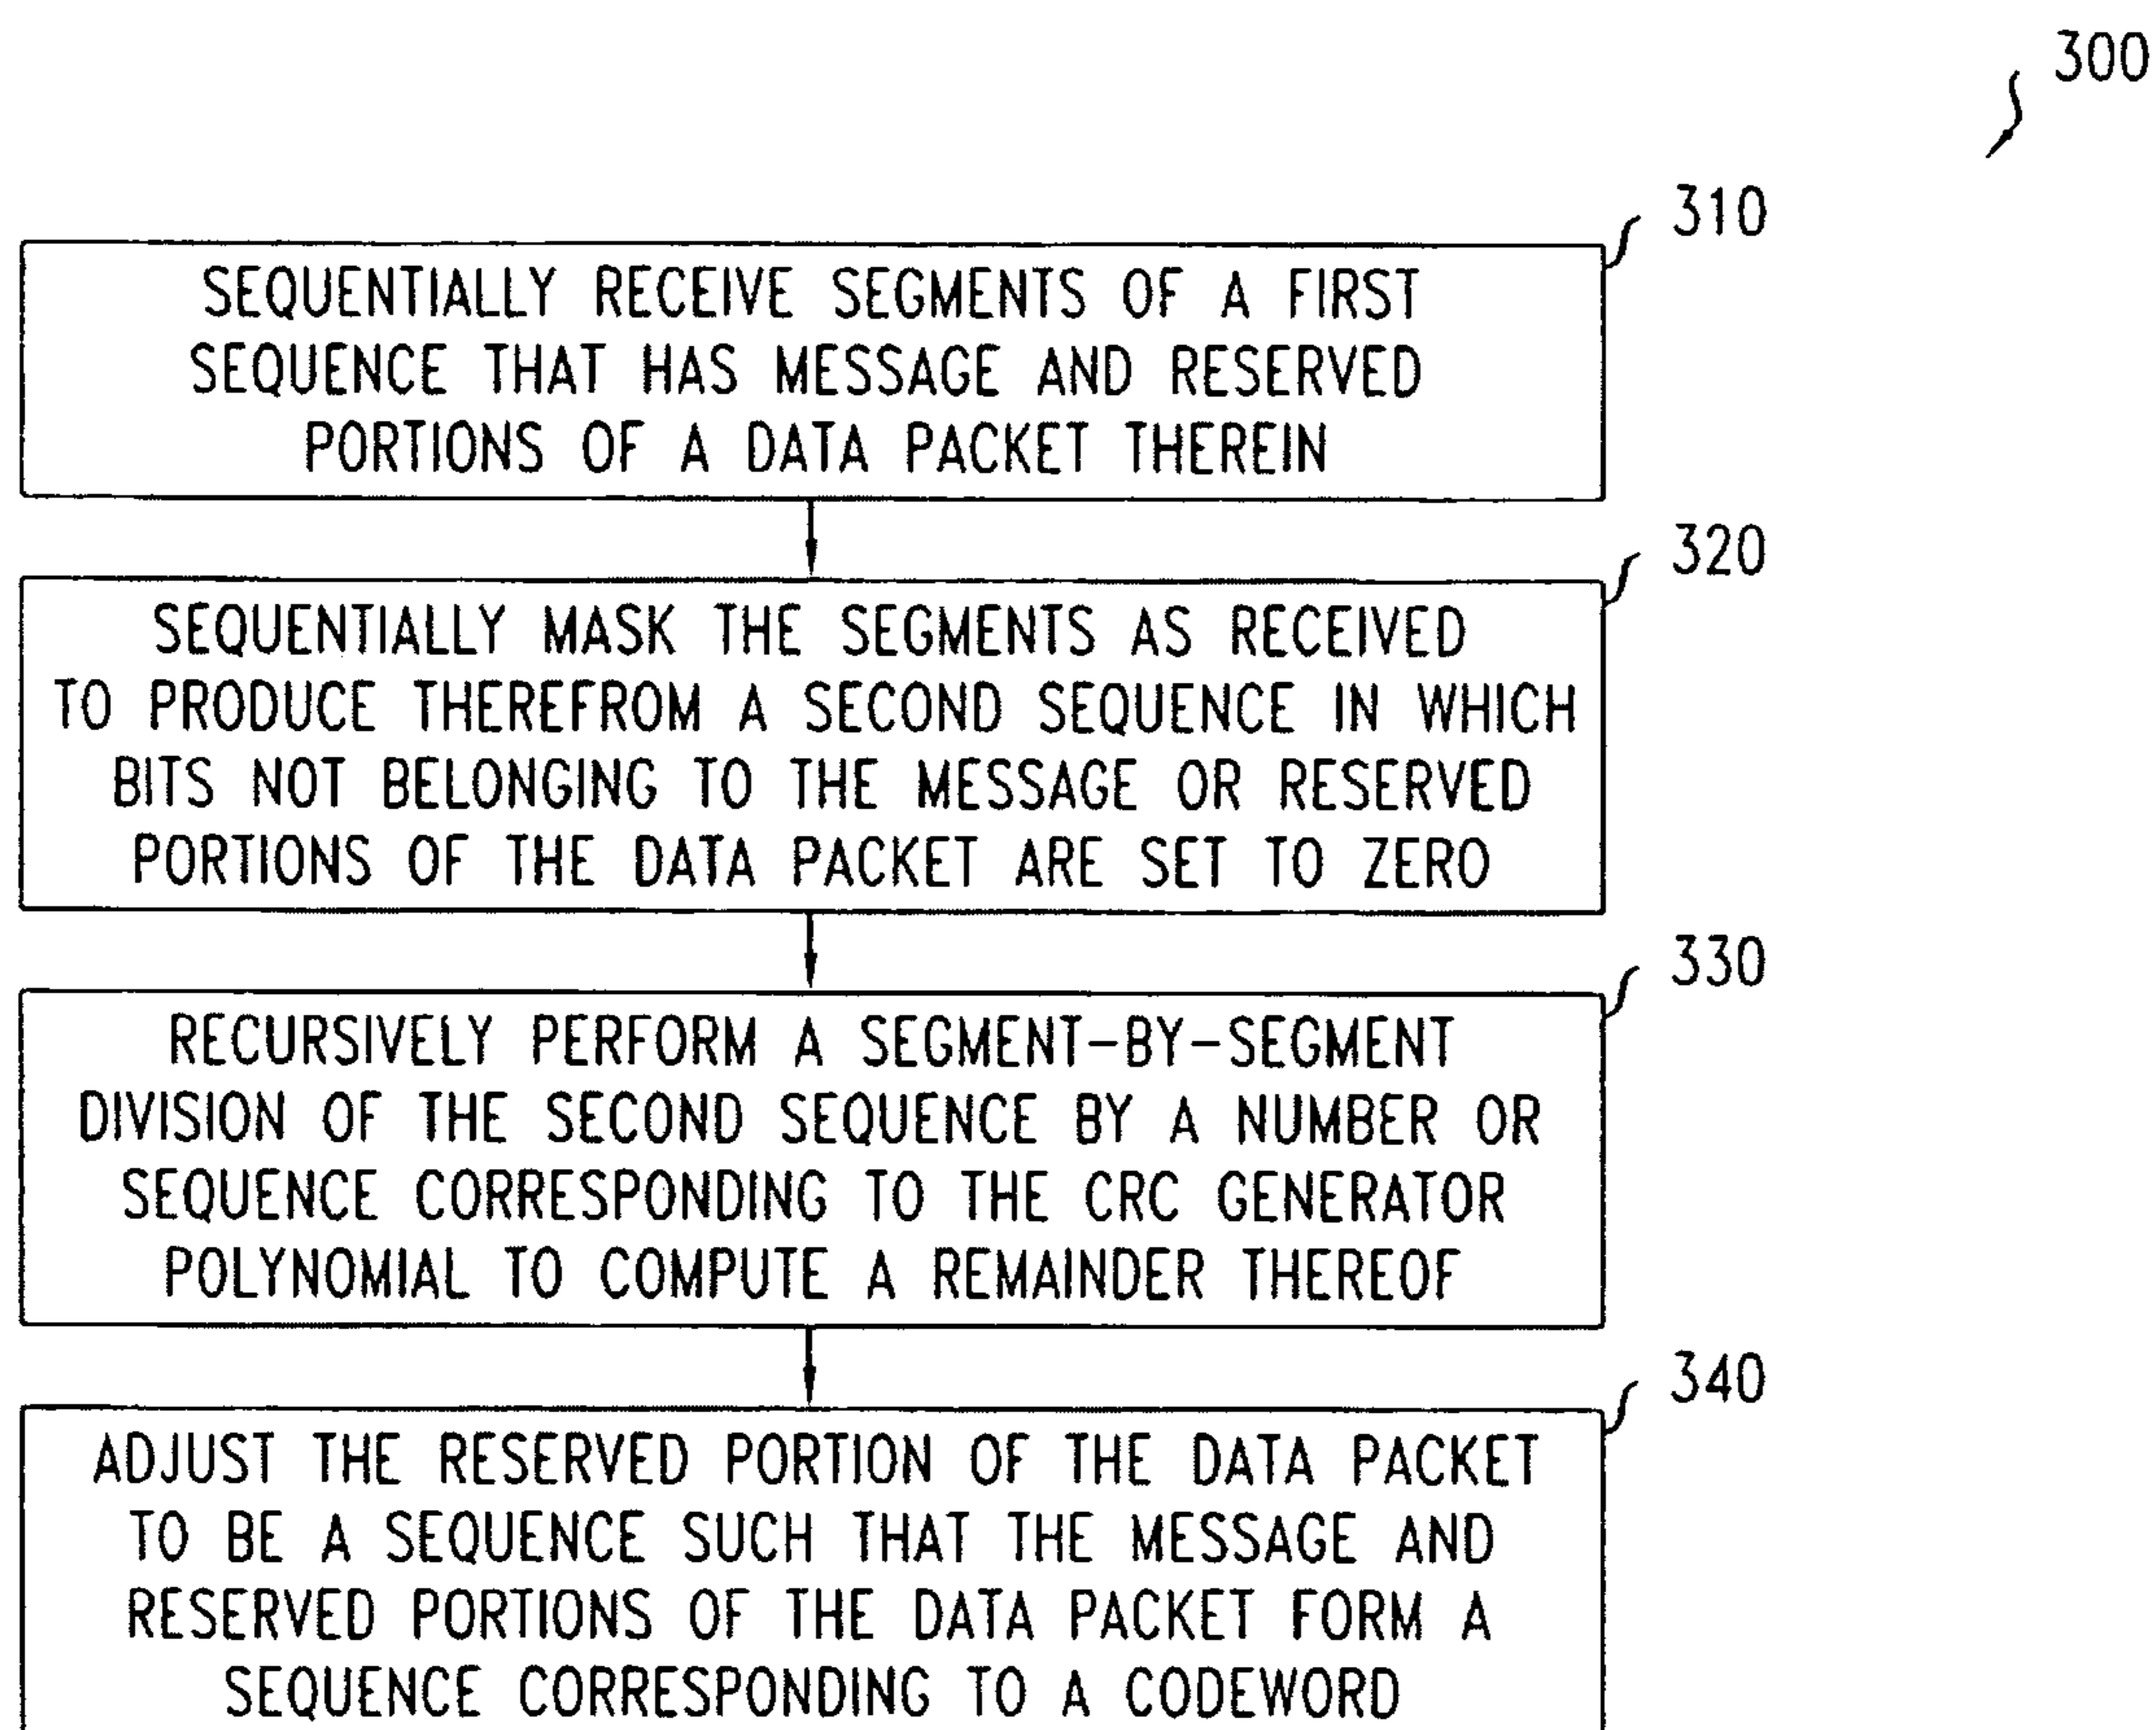 300
310
SEQUENTIALLY RECEIVE SEGMENTS OF A FIRST
SEQUENCE THAT HAS MESSAGE AND RESERVED
PORTIONS OF A DATA PACKET THEREIN
320
SEQUENTIALLY MASK THE SEGMENTS AS RECEIVED
TO PRODUCE THEREFROM A SECOND SEQUENCE IN WHICH
BITS NOT BELONGING TO THE MESSAGE OR RESERVED
PORTIONS OF THE DATA PACKET ARE SET TO ZERO
330
RECURSIVELY PERFORM A SEGMENT-BY-SEGMENT
DIVISION OF THE SECOND SEQUENCE BY A NUMBER OR
SEQUENCE CORRESPONDING TO THE CRC GENERATOR
POLYNOMIAL TO COMPUTE A REMAINDER THEREOF
340
ADJUST THE RESERVED PORTION OF THE DATA PACKET
TO BE A SEQUENCE SUCH THAT THE MESSAGE AND
RESERVED PORTIONS OF THE DATA PACKET FORM A
SEQUENCE CORRESPONDING TO A CODEWORD